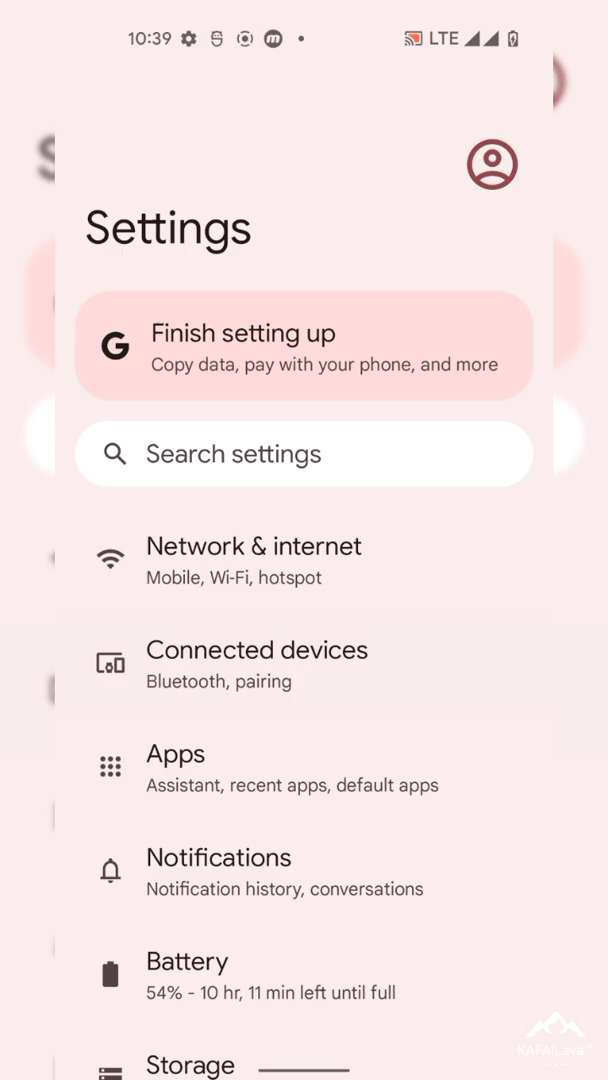 10:39 LTE
Settings
Finish setting up
Copy data, pay with your phone, and more
Search settings
Network & internet
Mobile, Wi-Fi, hotspot
Connected devices
Bluetooth, pairing
Apps
Assistant, recent apps, default apps
Notifications
Notification history, conversations
Battery
54% - 10 hr, 11 min left until full
Storage